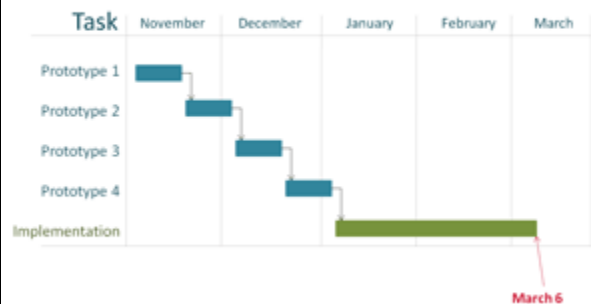 Task November December January February March
Prototype 1
Prototype 2
Prototype 3
Prototype 4
Implementation
March 6